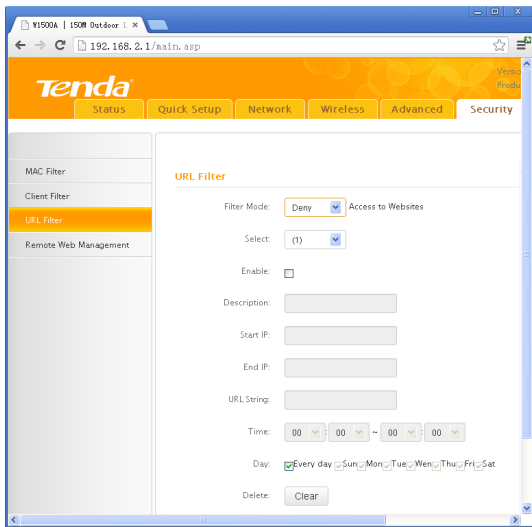 W1500A | 150M Outdoor
192.168.2.1/main.asp
Versio
Produ
Tenda
Status Quick Setup Network Wireless Advanced Security
MAC Filter
Client Filter
URL Filter
Remote Web Management
URL Filter
Filter Mode: Deny Access to Websites
Select: (1)
Enable:
Description:
Start IP:
End IP:
URL String:
Time: 00 : 00 ~ 00 : 00
Day: Every day Sun Mon Tue Wen Thu Fri Sat
Delete: Clear